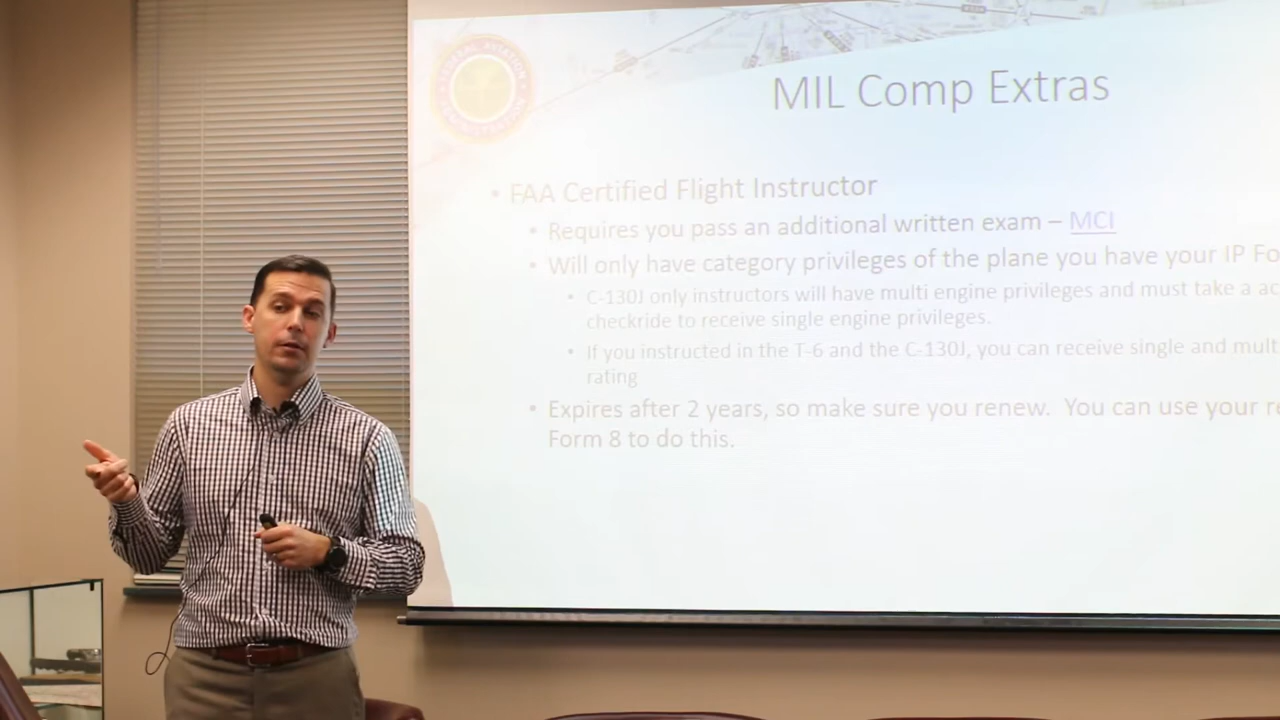 MIL Comp Extras
FEDERAL AVIATION
ADMINISTRATION
• FAA Certified Flight Instructor
• Requires you pass an additional written exam – MCI
• Will only have category privileges of the plane you have your IP Fo
• C-130J only instructors will have multi engine privileges and must take a ac
checkride to receive single engine privileges.
• If you instructed in the T-6 and the C-130J, you can receive single and mult
rating
• Expires after 2 years, so make sure you renew. You can use your r
Form 8 to do this.